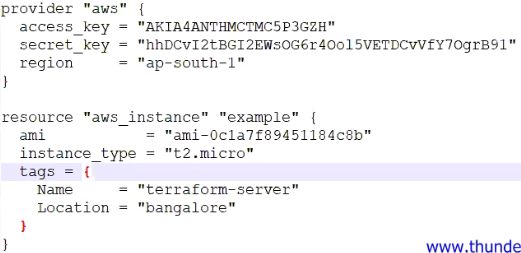 provider "aws" {
access_key = "AKIA4ANTHMCTMC5P3GZH"
secret_key =
region = "ap-south-1"
}
resource "aws_instance" "example" {
ami = "ami-0c1a7f89451184c8b"
instance_type = "t2.micro"
tags = {
Name = "terraform-server"
Location = "bangalore"
}
}
www.thunde